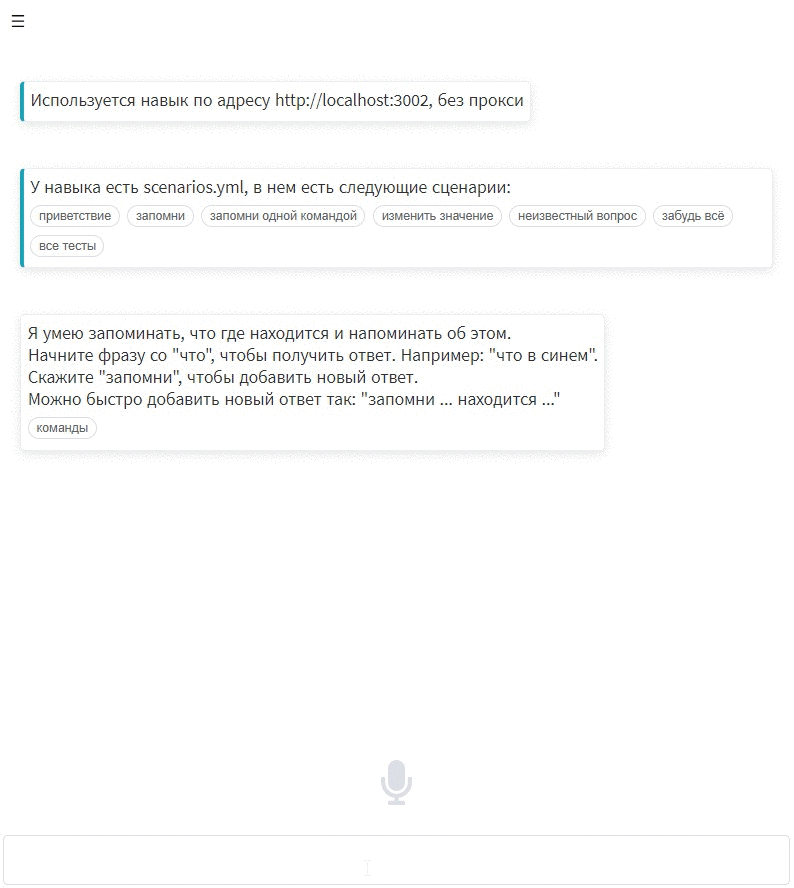 Используется навык по адресу http://localhost:3002, без прокси
У навыка есть scenarios.yml, в нем есть следующие сценарии:
приветствие запомни запомни одной командой изменить значение неизвестный вопрос забудь всё
все тесты
Я умею запоминать, что где находится и напоминать об этом.
Начните фразу со "что", чтобы получить ответ. Например: "что в синем".
Скажите "запомни", чтобы добавить новый ответ.
Можно быстро добавить новый ответ так: "запомни ... находится ..."
команды